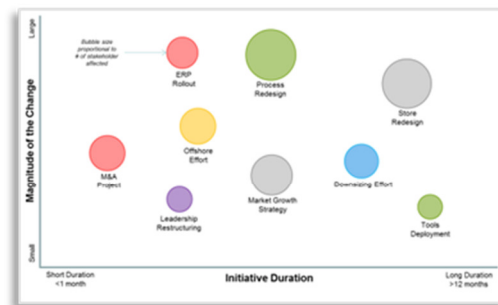 Large
Bubble size
proportional to
# of stakeholder
affected
ERP
Rollout
Process
Redesign
Store
Redesign
Magnitude of the Change
Offshore
Effort
M&A
Project
Market Growth
Strategy
Downsizing Effort
Leadership
Restructuring
Tools
Deployment
Small
Short Duration
<1 month
Initiative Duration
Long Duration
>12 months